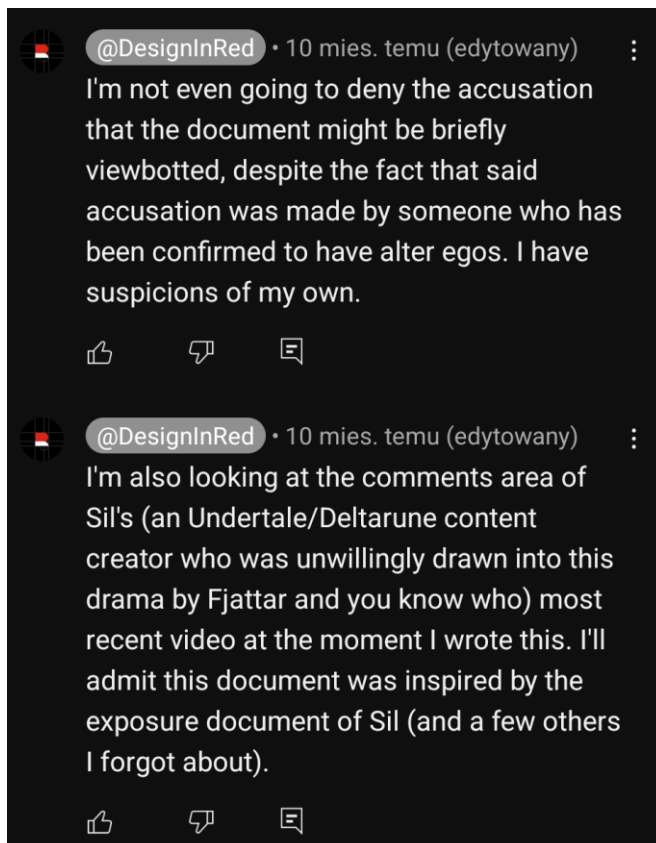 @DesignInRed • 10 mies. temu (edytowany)
I'm not even going to deny the accusation
that the document might be briefly
viewbotted, despite the fact that said
accusation was made by someone who has
been confirmed to have alter egos. I have
suspicions of my own.
@DesignInRed • 10 mies. temu (edytowany)
I'm also looking at the comments area of
Sil's (an Undertale/Deltarune content
creator who was unwillingly drawn into this
drama by Fjattar and you know who) most
recent video at the moment I wrote this. I'll
admit this document was inspired by the
exposure document of Sil (and a few others
I forgot about).